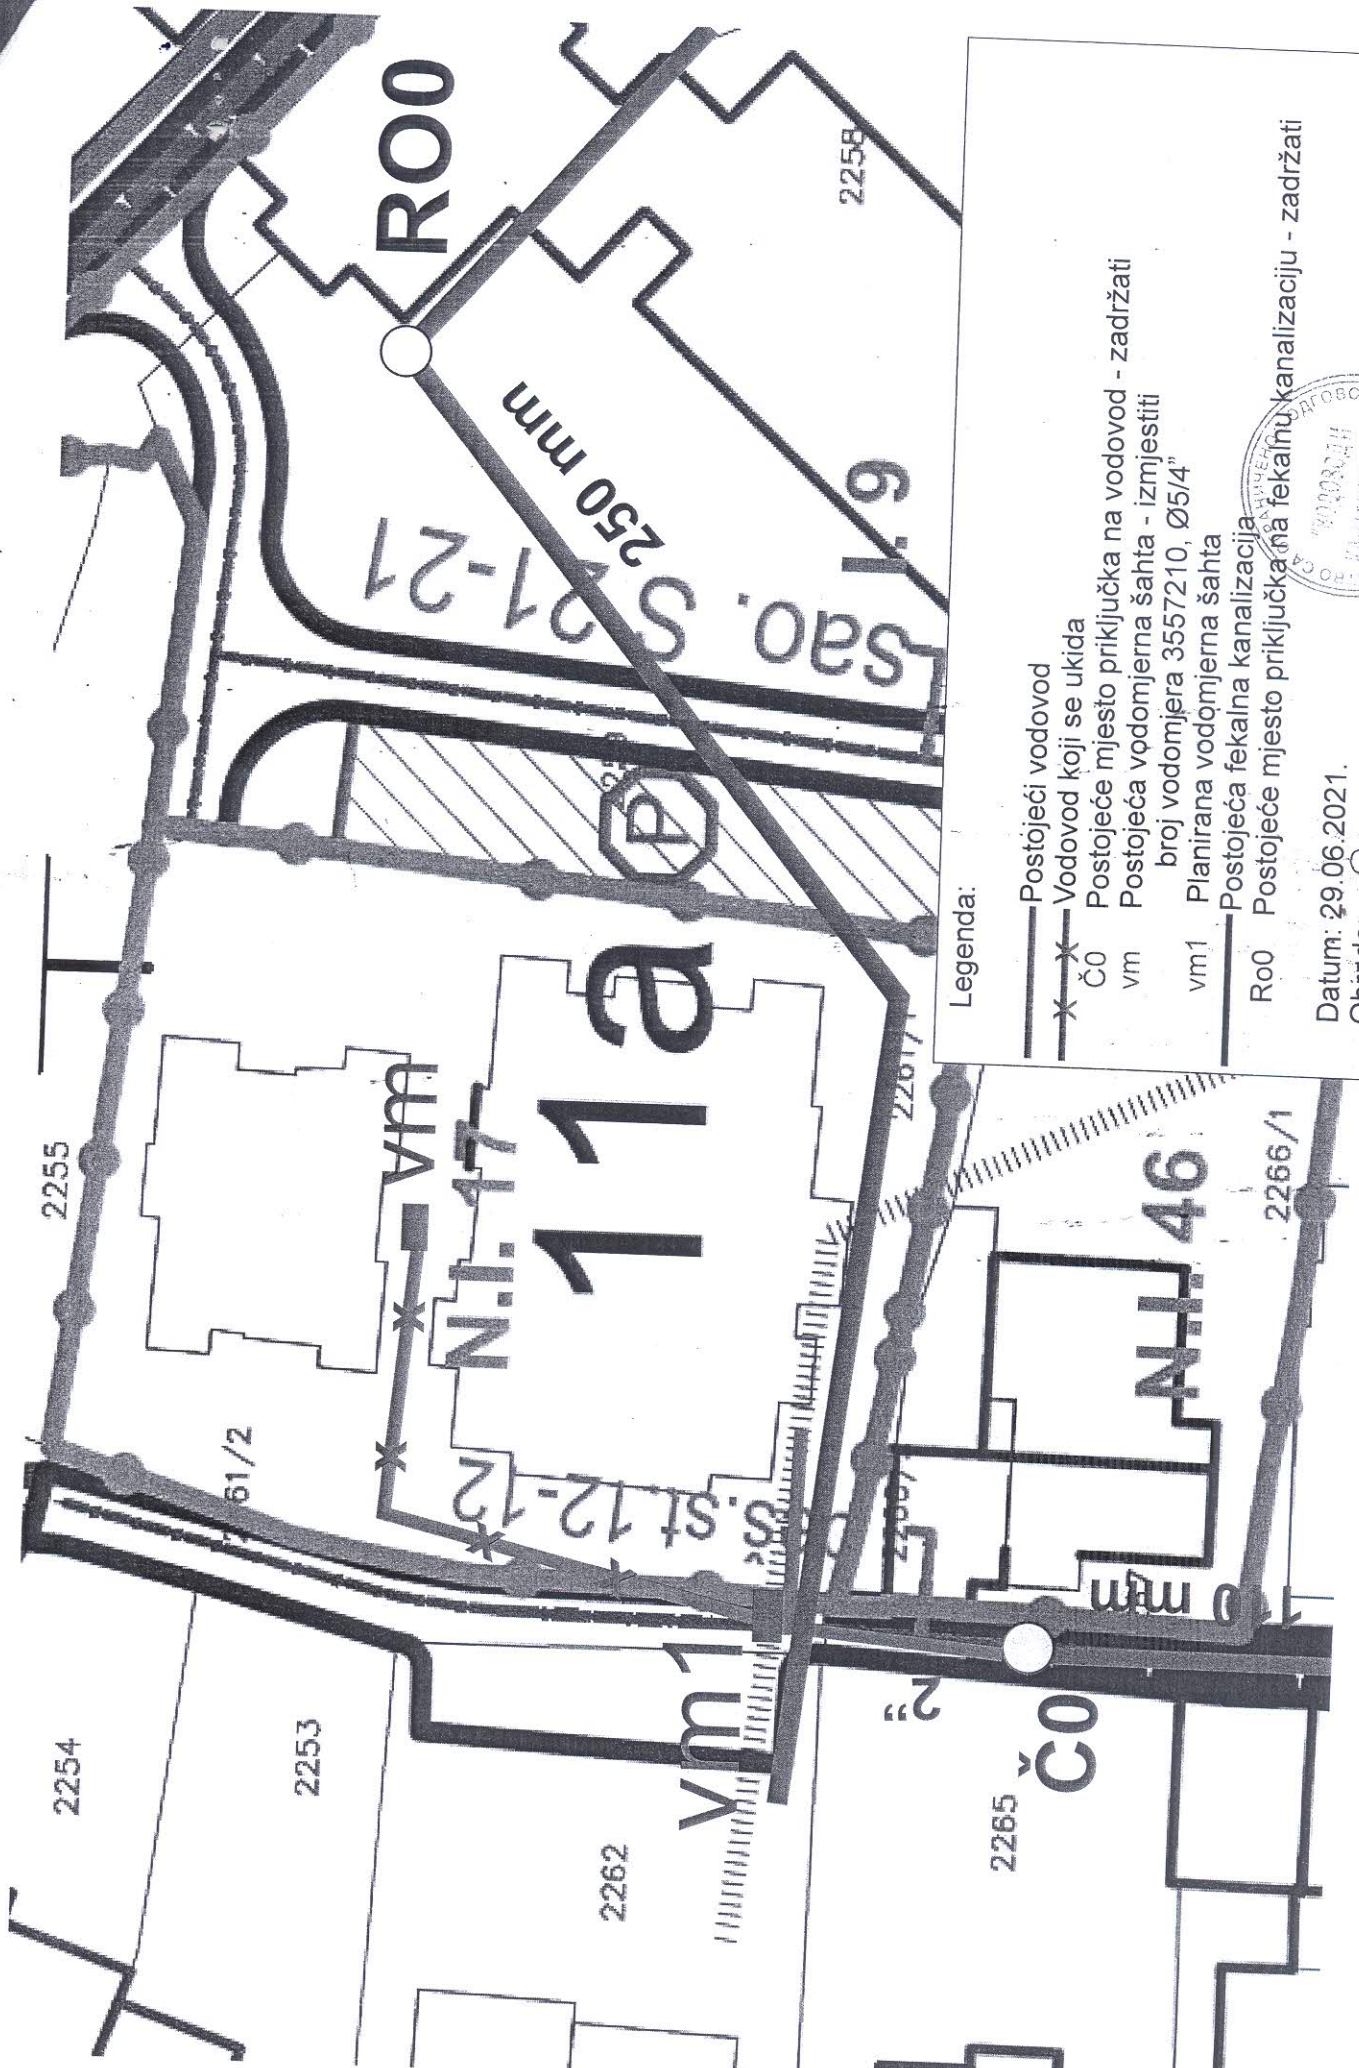 RO0
250 mm
2258
sao. S 21-21
I. 9
P
2255
vm
N.I. 17
11a
61/2
St.12-12
2261/1
N.I. 46
2266/1
vm1
2"
Č0
2254
2253
2262
2265
Legenda:
Postojeći vodovod
Vodovod koji se ukida
Č0 Postojeće mjesto priključka na vodovod - zadržati
vm Postojeća vodomjerna šahta - izmjestiti
broj vodomjera 3557210, Ø5/4"
vm1 Planirana vodomjerna šahta
Postojeća fekalna kanalizacija
Ro0 Postojeće mjesto priključka na fekalnu kanalizaciju - zadržati
Datum: 29.06.2021.